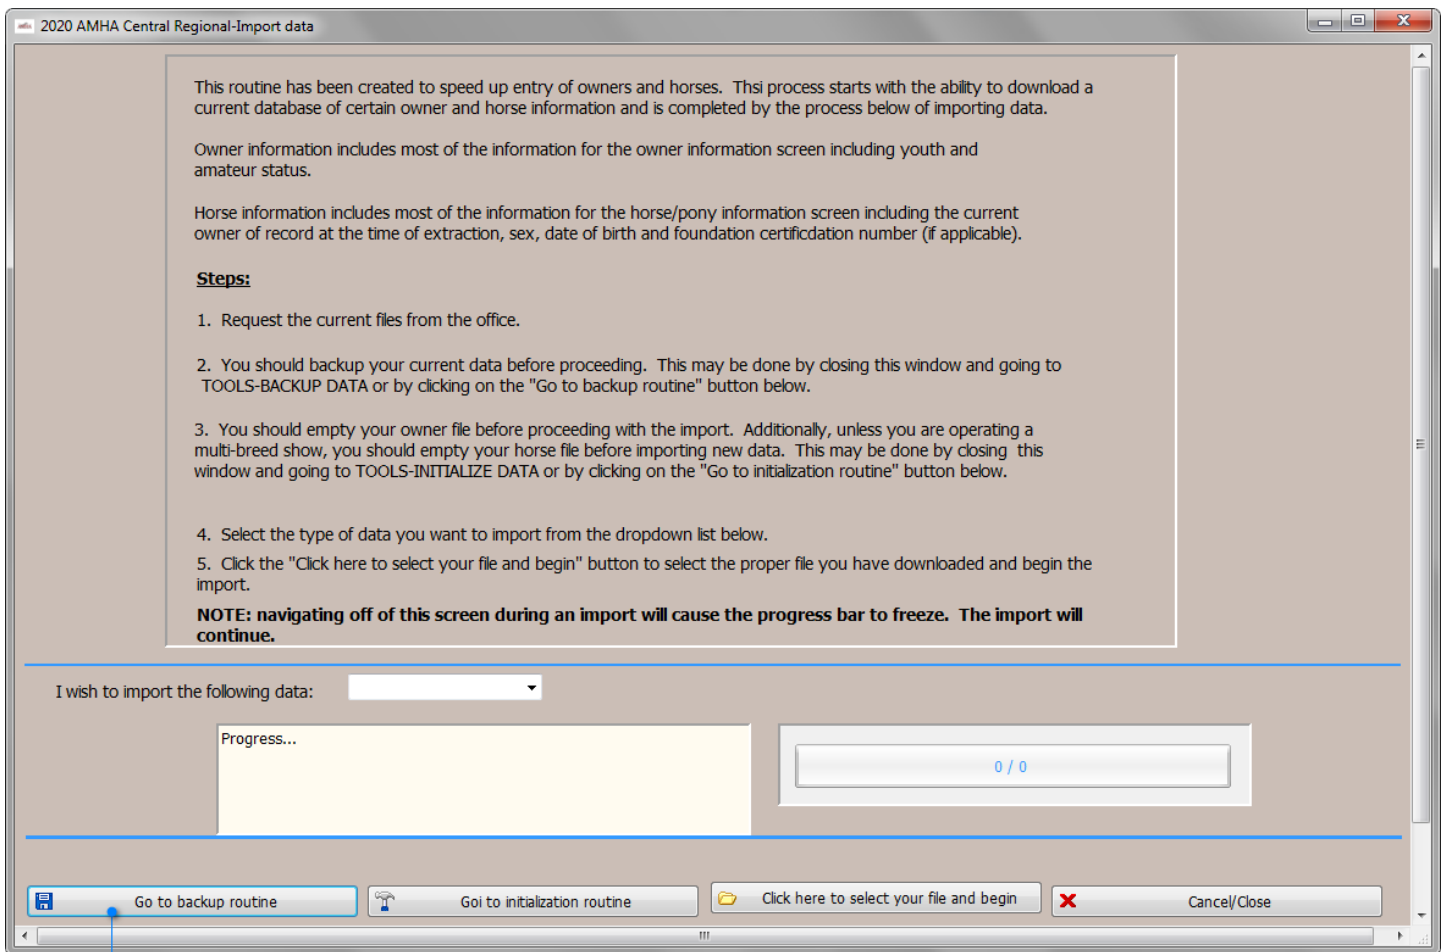 2020 AMHA Central Regional-Import data
This routine has been created to speed up entry of owners and horses.  Thsi process starts with the ability to download a
current database of certain owner and horse information and is completed by the process below of importing data.
Owner information includes most of the information for the owner information screen including youth and
amateur status.
Horse information includes most of the information for the horse/pony information screen including the current
owner of record at the time of extraction, sex, date of birth and foundation certificdation number (if applicable).
Steps:
1.  Request the current files from the office.
2.  You should backup your current data before proceeding.  This may be done by closing this window and going to
TOOLS-BACKUP DATA or by clicking on the "Go to backup routine" button below.
3.  You should empty your owner file before proceeding with the import.  Additionally, unless you are operating a
multi-breed show, you should empty your horse file before importing new data.  This may be done by closing  this
window and going to TOOLS-INITIALIZE DATA or by clicking on the "Go to initialization routine" button below.
4.  Select the type of data you want to import from the dropdown list below.
5.  Click the "Click here to select your file and begin" button to select the proper file you have downloaded and begin the
import.
NOTE: navigating off of this screen during an import will cause the progress bar to freeze.  The import will
continue.
I wish to import the following data:
Progress...
0 / 0
Go to backup routine
Goi to initialization routine
Click here to select your file and begin
Cancel/Close